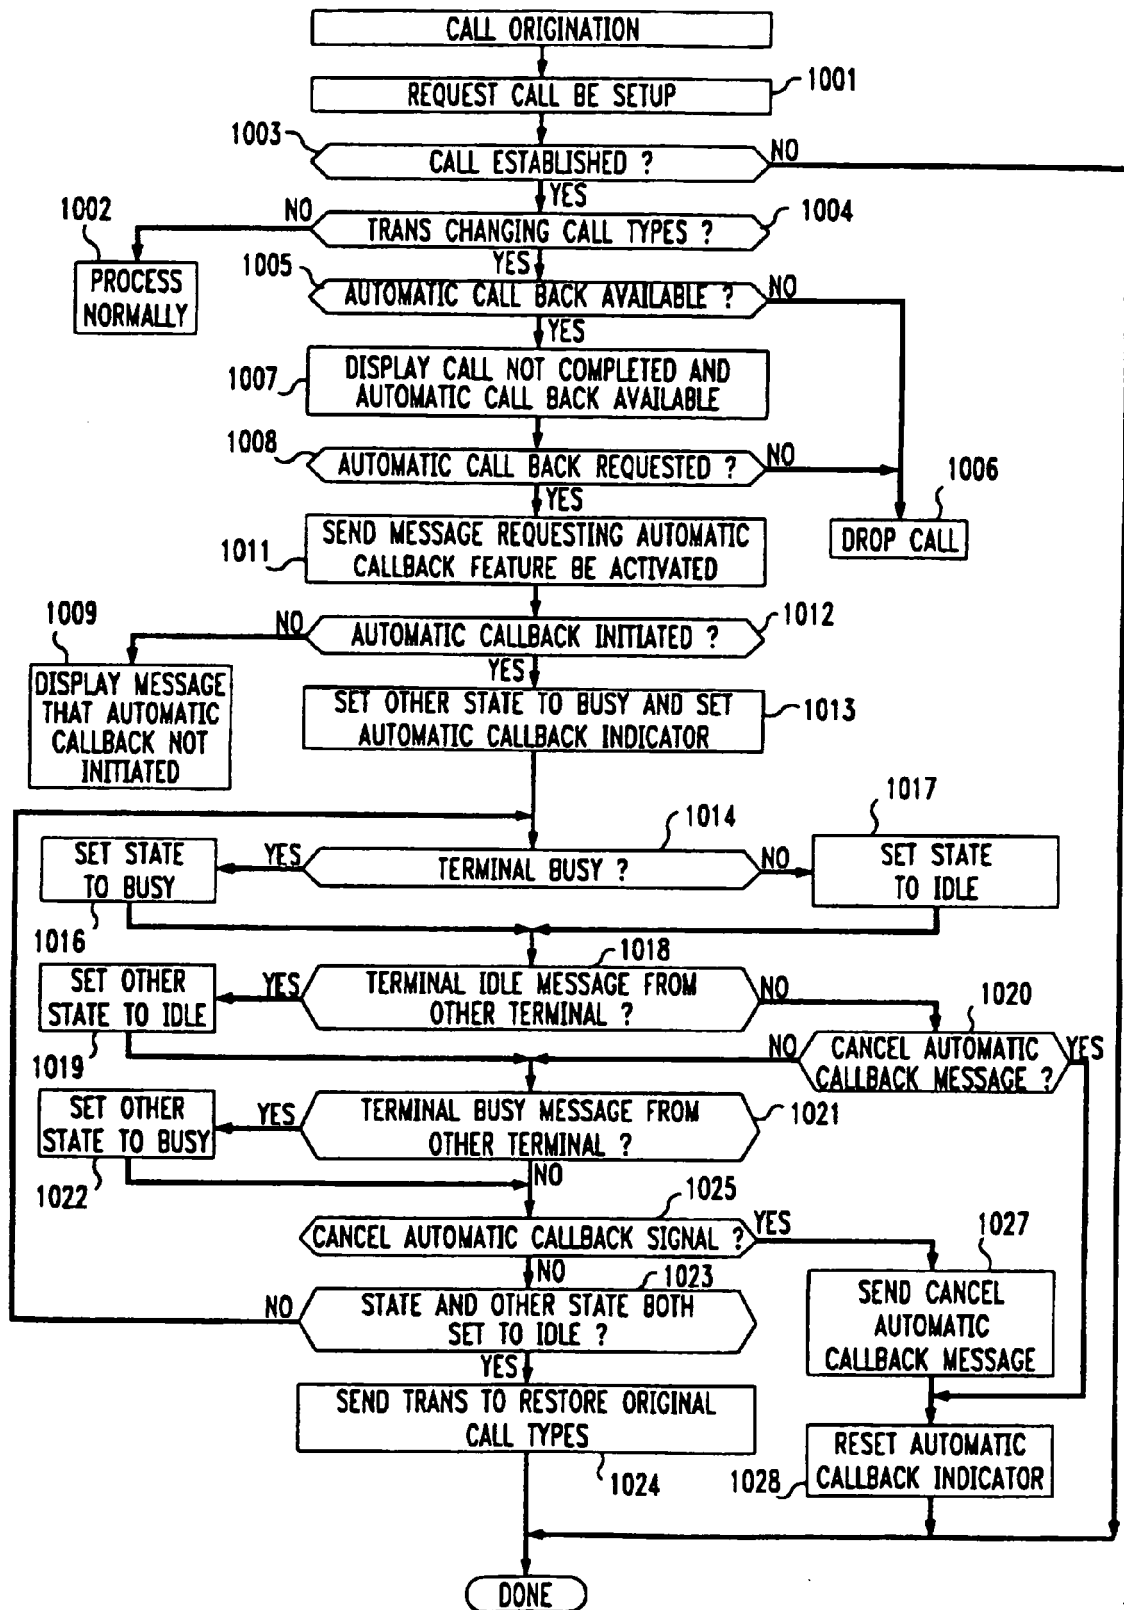 CALL ORIGINATION
REQUEST CALL BE SETUP
1001
1003
CALL ESTABLISHED ?
NO
YES
1002
NO
TRANS CHANGING CALL TYPES ?
1004
PROCESS
NORMALLY
YES
1005
AUTOMATIC CALL BACK AVAILABLE ?
NO
YES
1007
DISPLAY CALL NOT COMPLETED AND
AUTOMATIC CALL BACK AVAILABLE
1008
AUTOMATIC CALL BACK REQUESTED ?
NO
YES
1006
DROP CALL
1011
SEND MESSAGE REQUESTING AUTOMATIC
CALLBACK FEATURE BE ACTIVATED
1009
NO
AUTOMATIC CALLBACK INITIATED ?
1012
YES
DISPLAY MESSAGE
THAT AUTOMATIC
CALLBACK NOT
INITIATED
SET OTHER STATE TO BUSY AND SET
AUTOMATIC CALLBACK INDICATOR
1013
1014
1017
SET STATE
TO BUSY
YES
TERMINAL BUSY ?
NO
SET STATE
TO IDLE
1016
1018
SET OTHER
STATE TO IDLE
YES
TERMINAL IDLE MESSAGE FROM
OTHER TERMINAL ?
NO
1020
1019
NO
CANCEL AUTOMATIC
CALLBACK MESSAGE ?
YES
SET OTHER
STATE TO BUSY
YES
TERMINAL BUSY MESSAGE FROM
OTHER TERMINAL ?
1021
1022
NO
1025
CANCEL AUTOMATIC CALLBACK SIGNAL ?
YES
1027
NO
1023
NO
STATE AND OTHER STATE BOTH
SET TO IDLE ?
SEND CANCEL
AUTOMATIC
CALLBACK MESSAGE
YES
SEND TRANS TO RESTORE ORIGINAL
CALL TYPES
1024
RESET AUTOMATIC
CALLBACK INDICATOR
1028
DONE